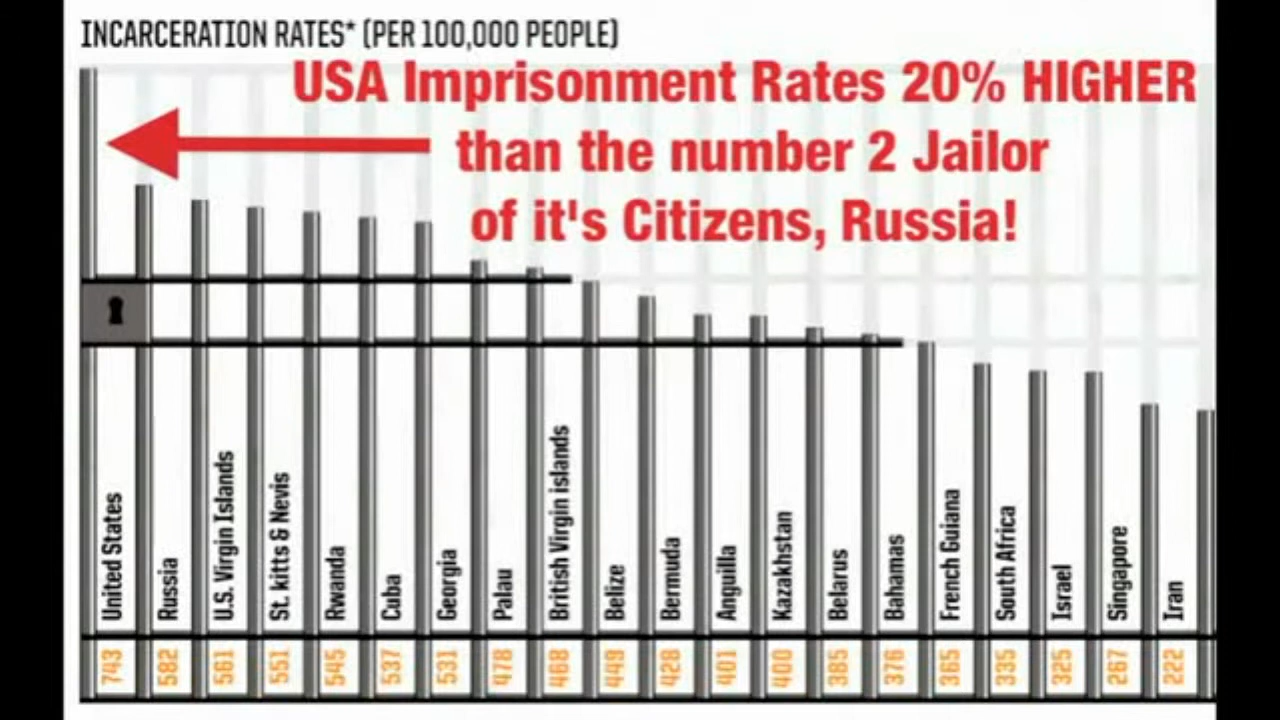 INCARCERATION RATES* (PER 100,000 PEOPLE)
USA Imprisonment Rates 20% HIGHER
than the number 2 Jailor
of it's Citizens, Russia!
United States
Russia
U.S. Virgin Islands
St. kitts & Nevis
Rwanda
Cuba
Georgia
Palau
British Virgin islands
Belize
Bermuda
Anguilla
Kazakhstan
Belarus
Bahamas
French Guiana
South Africa
Israel
Singapore
Iran
743
582
561
551
545
537
531
478
468
449
428
401
400
385
376
365
335
325
267
222